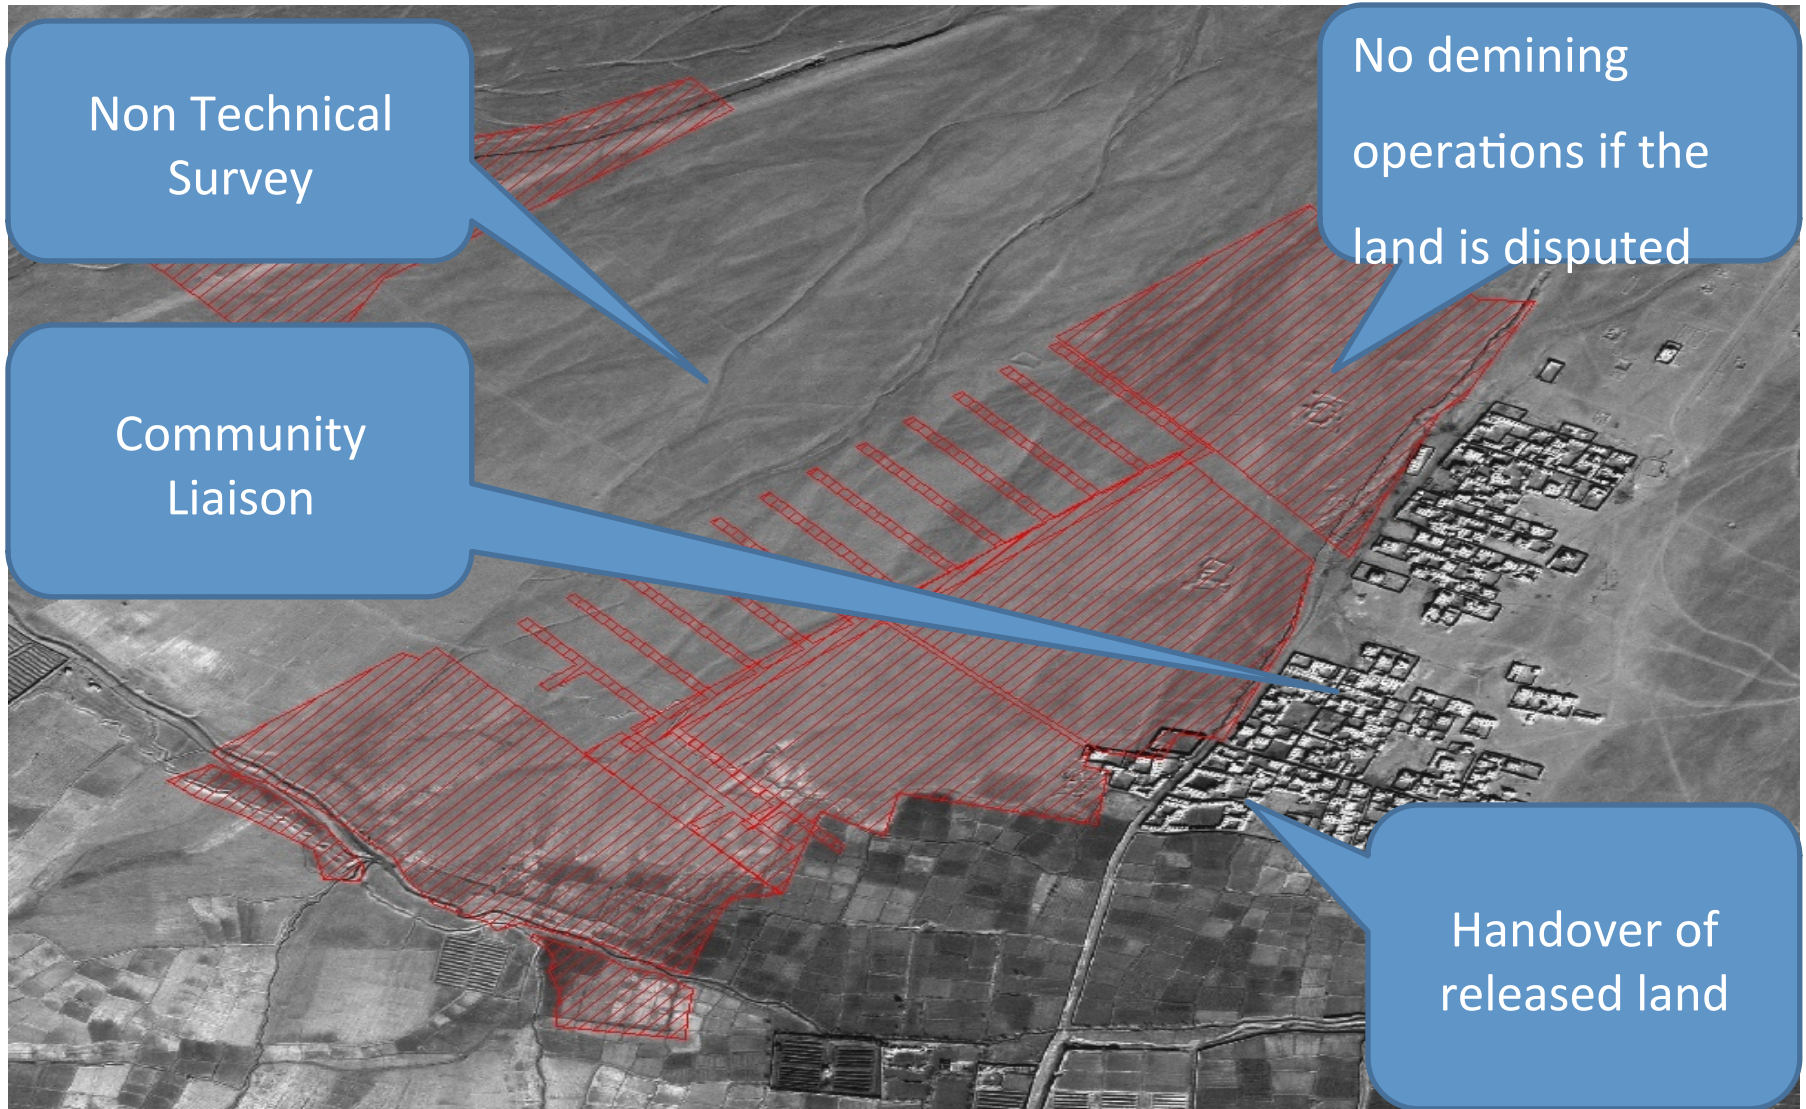 Non Technical
Survey
No demining
operations if the
land is disputed
Community
Liaison
Handover of
released land